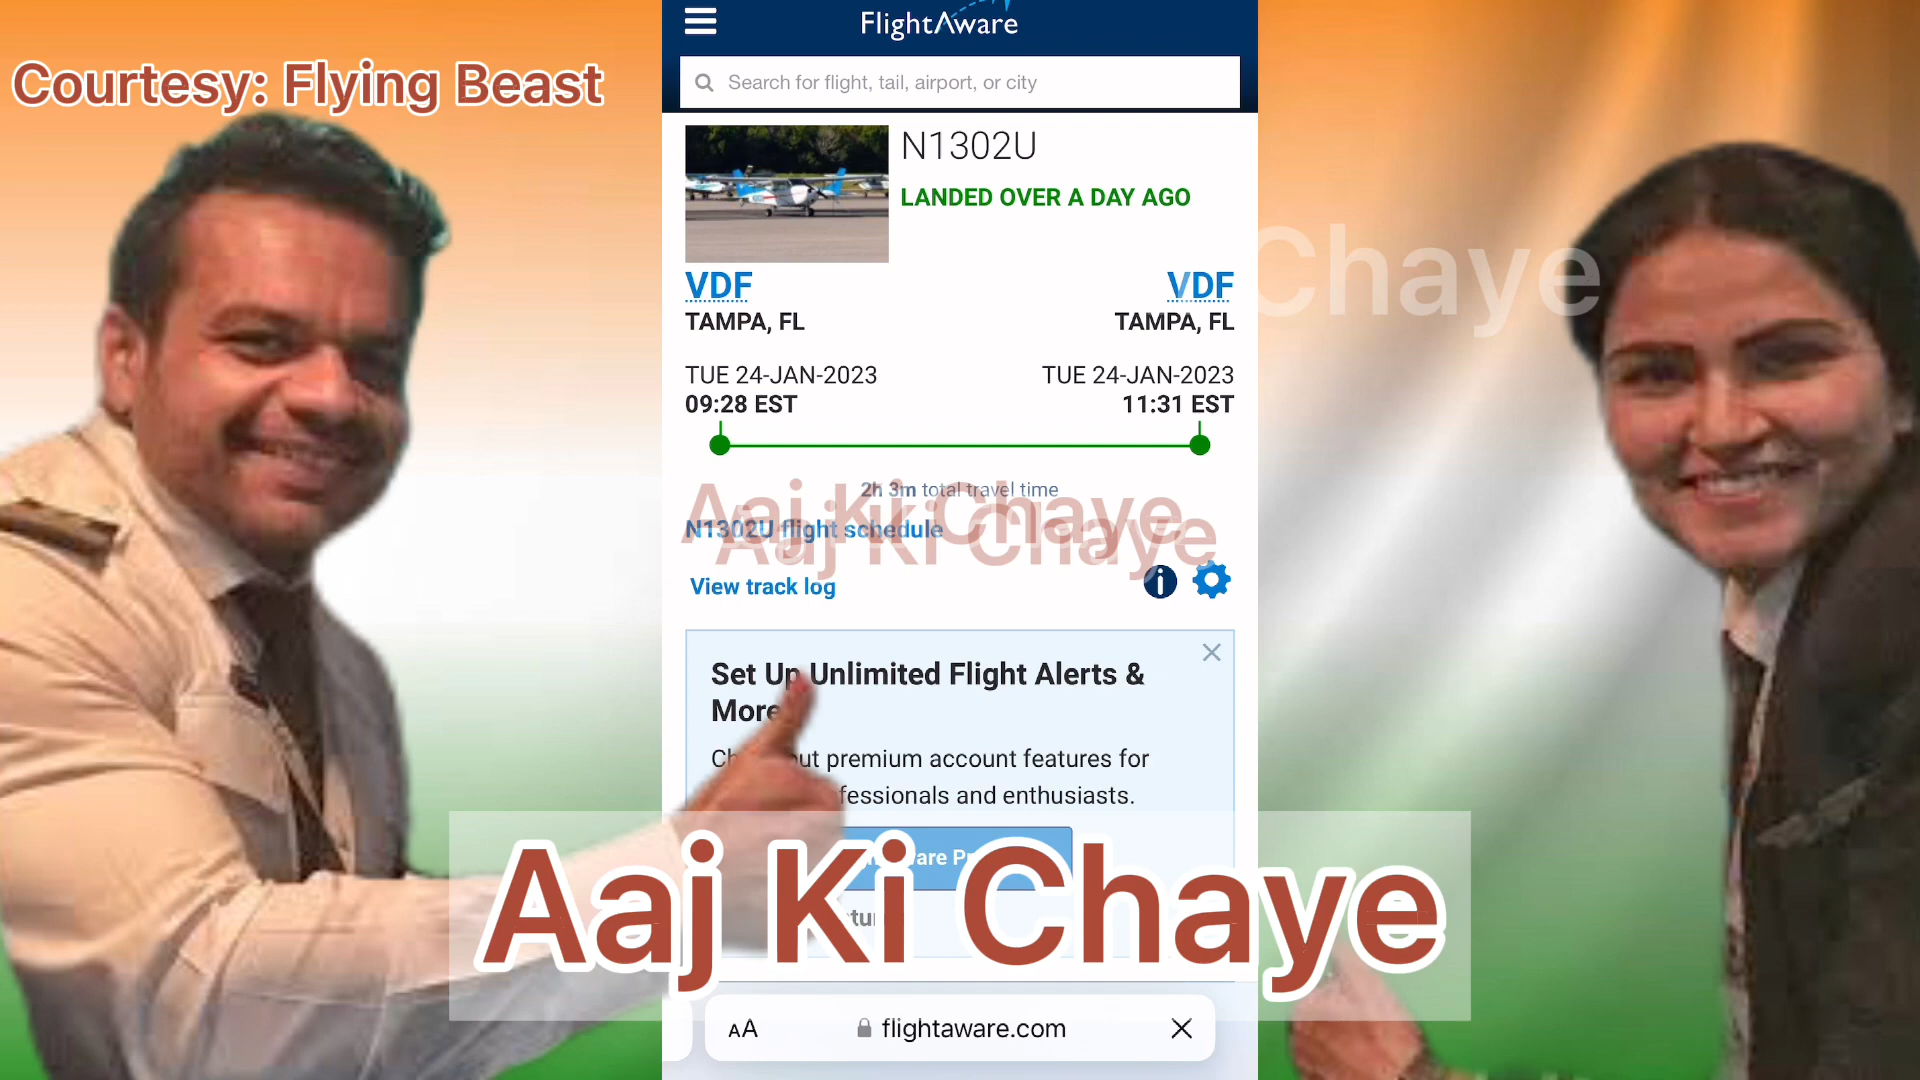 Courtesy: Flying Beast
FlightAware
Search for flight, tail, airport, or city
N1302U
LANDED OVER A DAY AGO
VDF
VDF
TAMPA, FL
TAMPA, FL
TUE 24-JAN-2023
TUE 24-JAN-2023
09:28 EST
11:31 EST
Chaye
2h 3m total travel time
Aaj Ki Chaye
N1302U flight schedule
Aaj Ki Chaye
View track log
Set Up Unlimited Flight Alerts &
More
premium account features for
and enthusiasts.
Aaj Ki Chaye
AA
flightaware.com